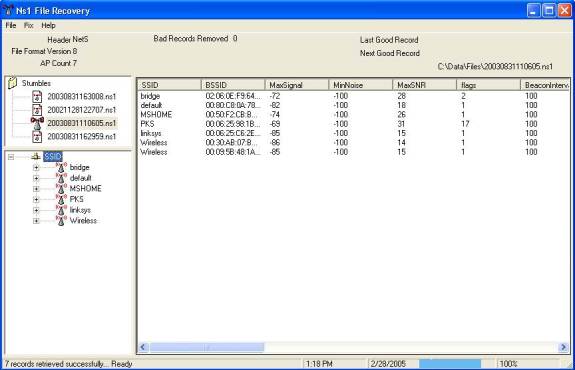 Ns1 File Recovery
File Fix Help
Header NetS Bad Records Removed 0 Last Good Record
File Format Version 8 Next Good Record
AP Count 7 C:\Data\Files\20030831110605.ns1
Stumbles
20030831163008.ns1
20021128122707.ns1
20030831110605.ns1
20030831162959.ns1
SSID
bridge
default
MSHOME
PKS
linksys
Wireless
SSID BSSID MaxSignal MinNoise MaxSNR flags BeaconInterv
bridge 02:06:0E:F9:64... -72 -100 28 2 100
default 00:80:C8:0A:78... -82 -100 18 1 100
MSHOME 00:50:F2:CB:B... -74 -100 26 1 100
PKS 00:06:25:98:1B... -69 -100 31 17 100
linksys 00:06:25:C6:2E... -85 -100 15 1 100
Wireless 00:30:AB:07:B... -86 -100 14 1 100
Wireless 00:09:5B:48:1A... -85 -100 15 1 100
7 records retrieved successfully... Ready 1:18 PM 2/28/2005 100%